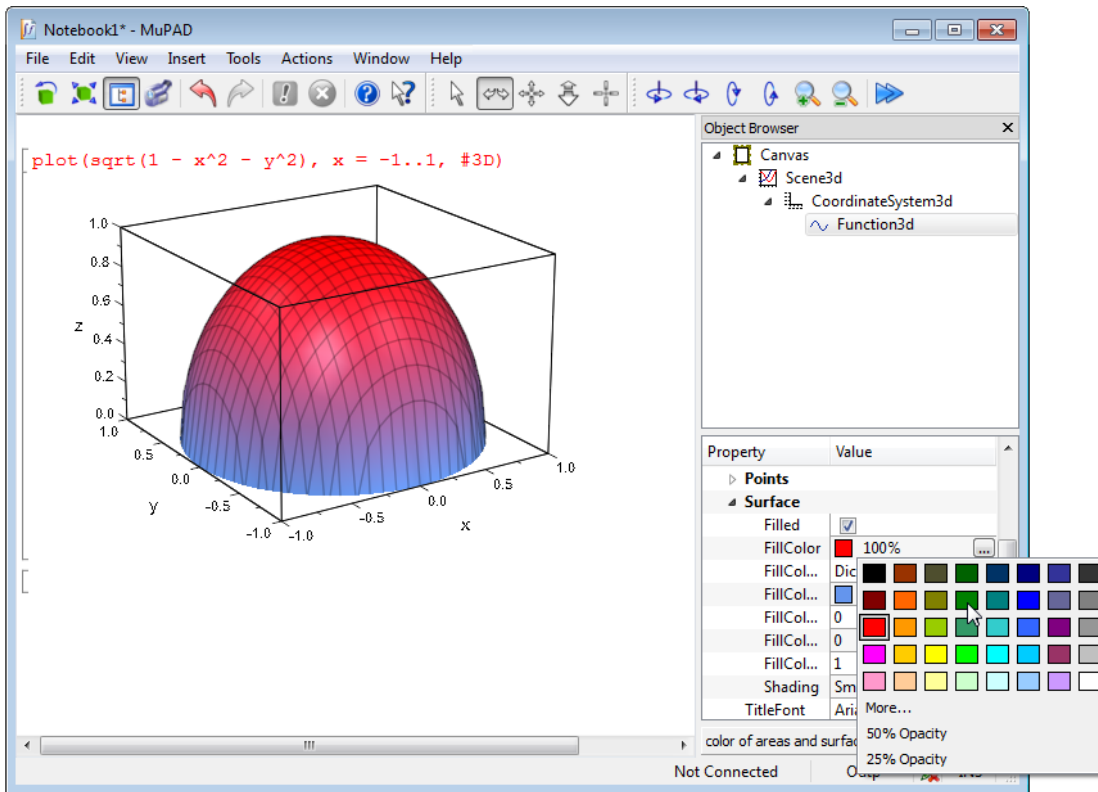 Notebook1* - MuPAD
File Edit View Insert Tools Actions Window Help
plot(sqrt(1 - x^2 - y^2), x = -1..1, #3D)
1.0
0.8
0.6
z
0.4
0.2
0.0
1.0
0.5
0.0
y
-0.5
-1.0
-1.0
-0.5
x
0.0
0.5
1.0
Object Browser
Canvas
Scene3d
CoordinateSystem3d
Function3d
Property Value
Points
Surface
Filled
FillColor 100% ...
FillCol... Dic
FillCol...
FillCol... 0
FillCol... 0
FillCol... 1
Shading Sm
TitleFont Aria
More...
50% Opacity
25% Opacity
color of areas and surfac
Not Connected Outp INS